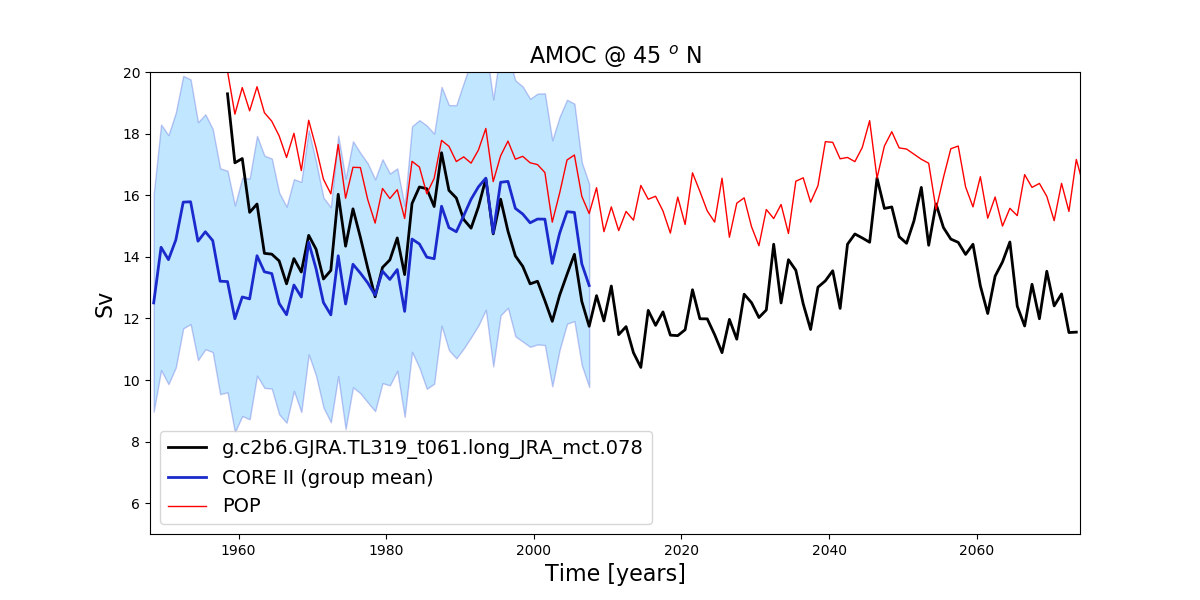 AMOC @ 45 o N
20
18
16
14
12
10
8
6
Sv
g.c2b6.GJRA.TL319_t061.long_JRA_mct.078
CORE II (group mean)
POP
1960 1980 2000 2020 2040 2060
Time [years]